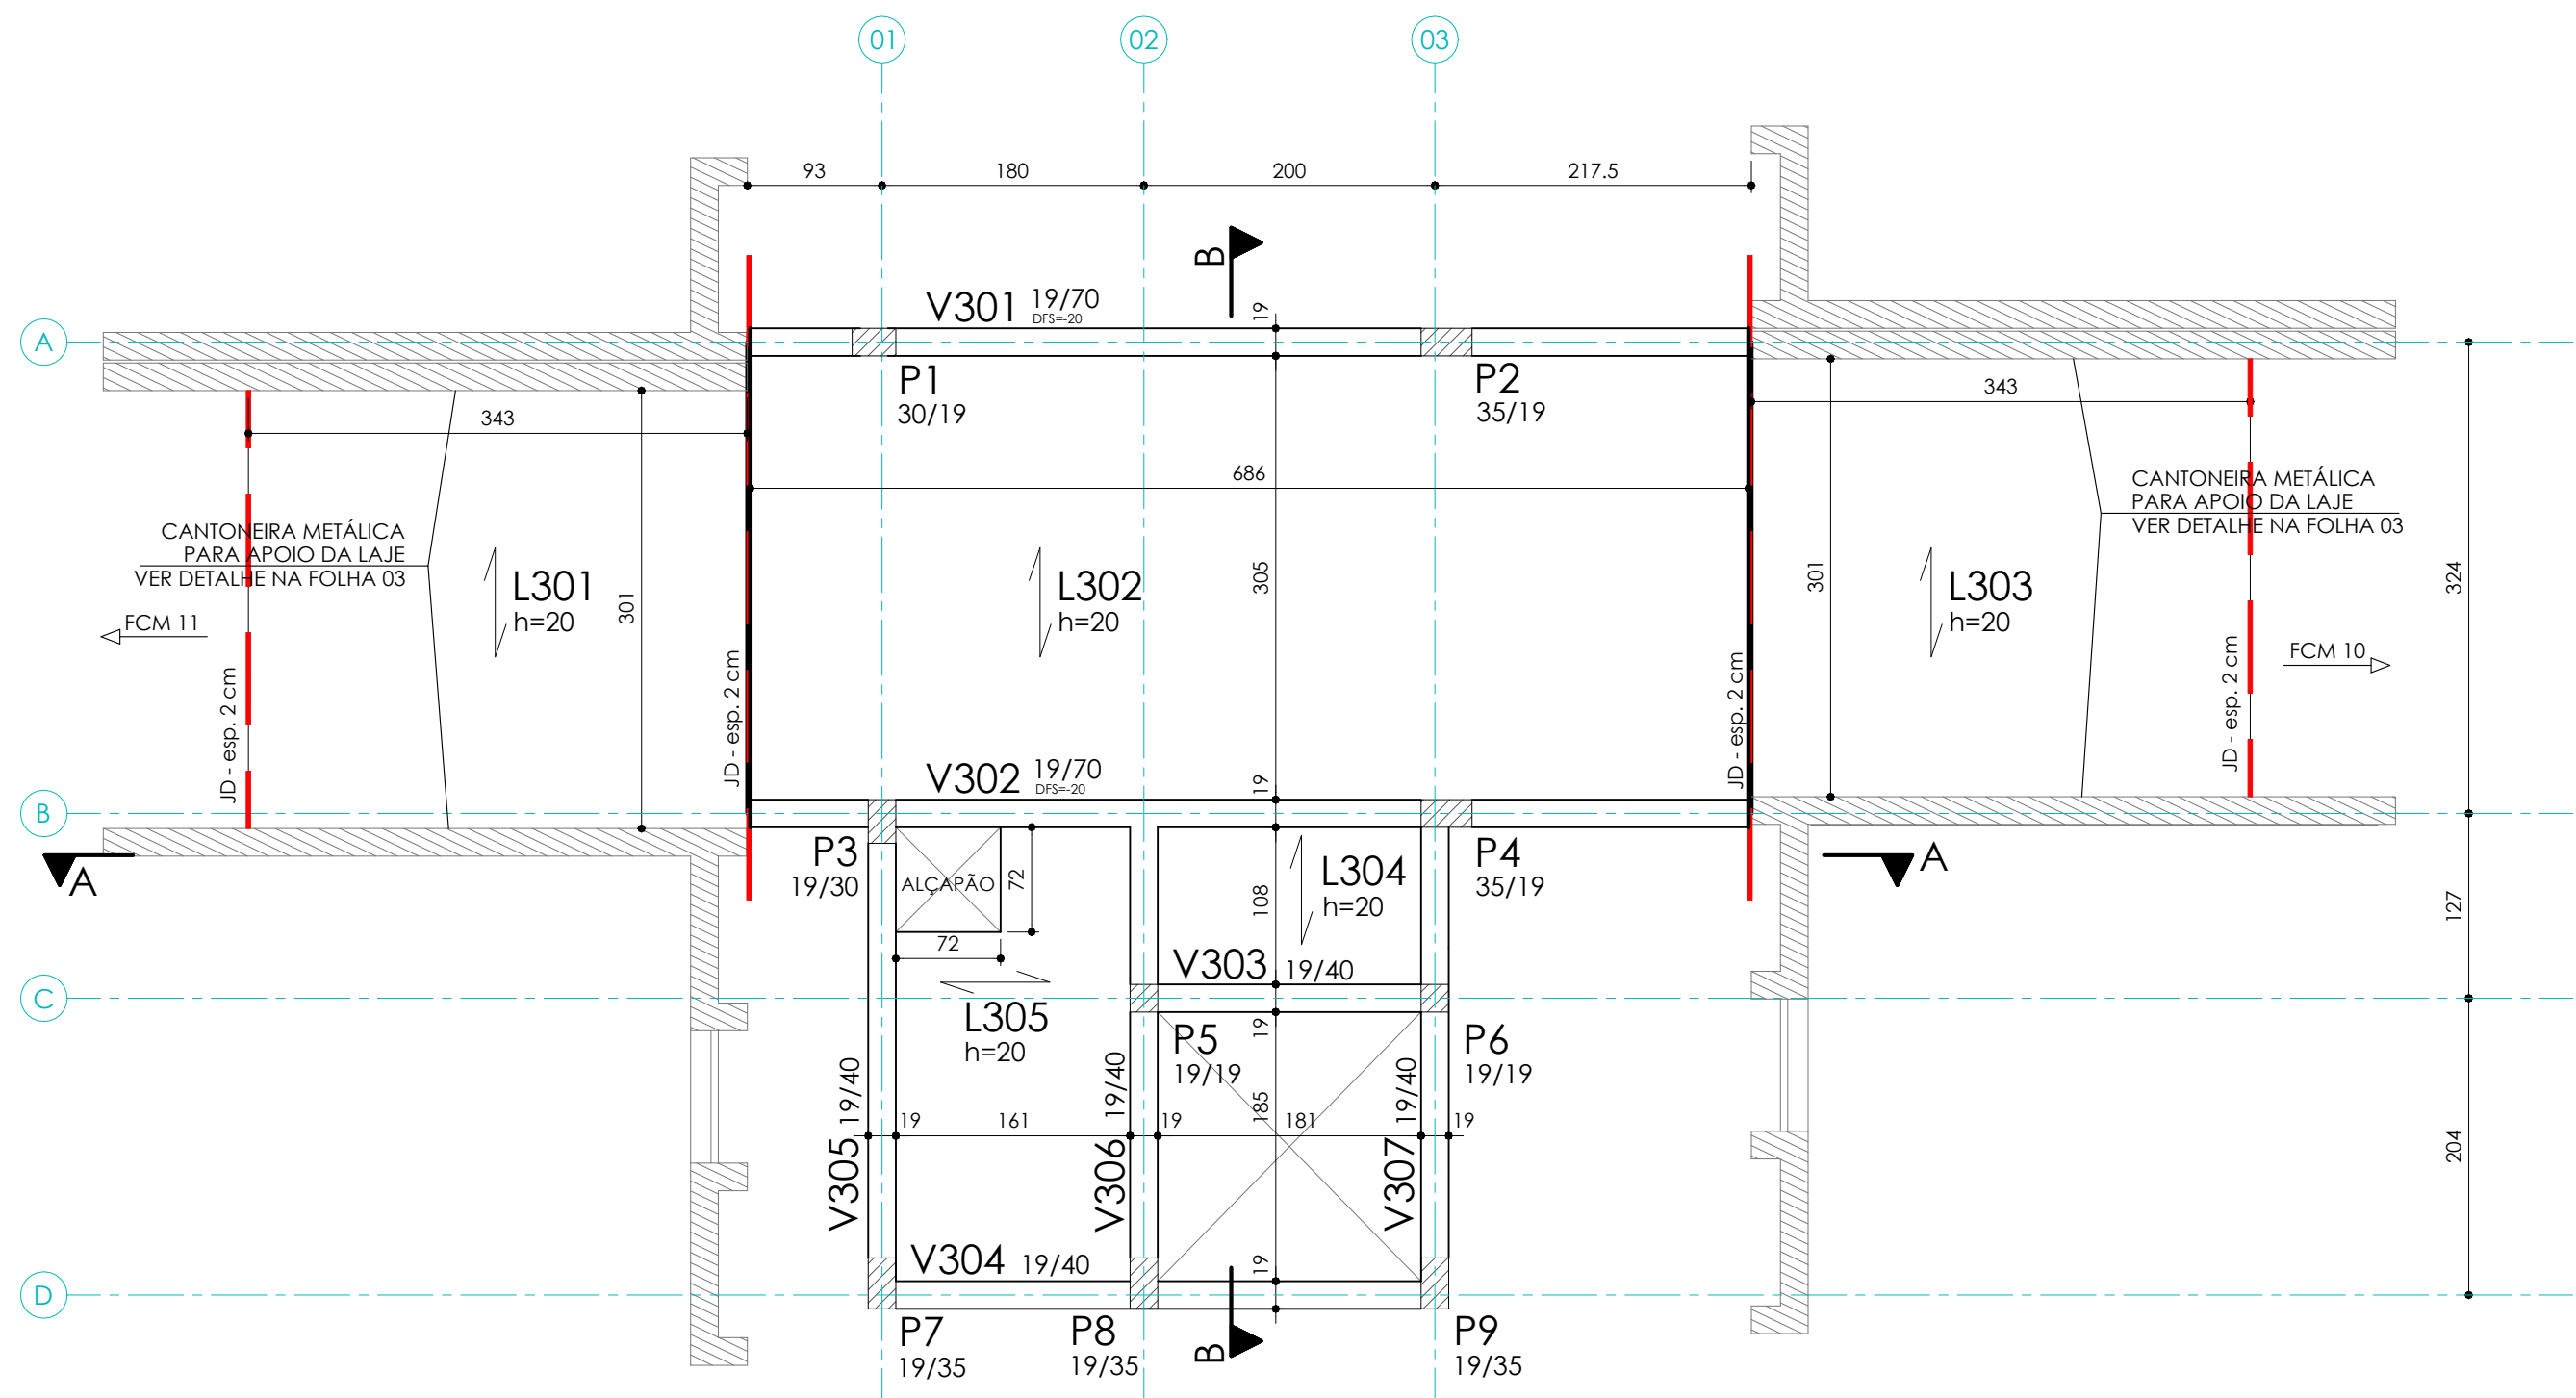 01
02
03
93
180
200
217.5
B
V301 19/70
DFS=-20
19
A
P1
30/19
P2
35/19
343
343
686
CANTONEIRA METÁLICA
PARA APOIO DA LAJE
VER DETALHE NA FOLHA 03
CANTONEIRA METÁLICA
PARA APOIO DA LAJE
VER DETALHE NA FOLHA 03
L301
h=20
301
L302
h=20
305
301
L303
h=20
324
FCM 11
FCM 10
JD - esp. 2 cm
JD - esp. 2 cm
JD - esp. 2 cm
JD - esp. 2 cm
V302 19/70
DFS=-20
19
B
A
P3
19/30
ALÇAPÃO
72
72
108
L304
h=20
P4
35/19
A
127
V303 19/40
C
L305
h=20
19
P5
19/19
P6
19/19
V305 19/40
V306 19/40
V307 19/40
19
161
19
185
181
19
204
V304 19/40
19
D
P7
19/35
P8
19/35
B
P9
19/35